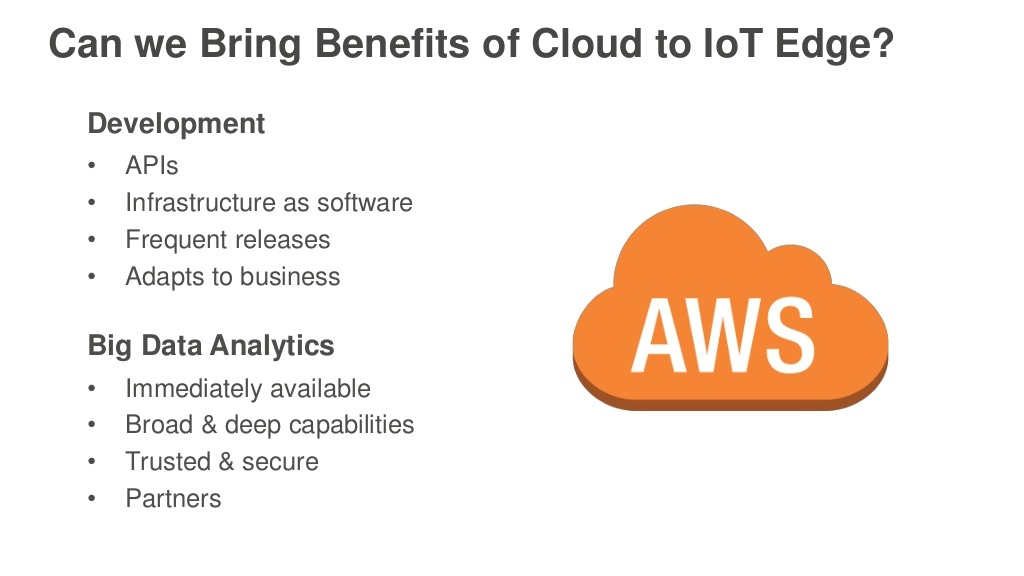 Can we Bring Benefits of Cloud to IoT Edge?
Development
• APIs
• Infrastructure as software
• Frequent releases
• Adapts to business
Big Data Analytics
• Immediately available
• Broad & deep capabilities
• Trusted & secure
• Partners
AWS